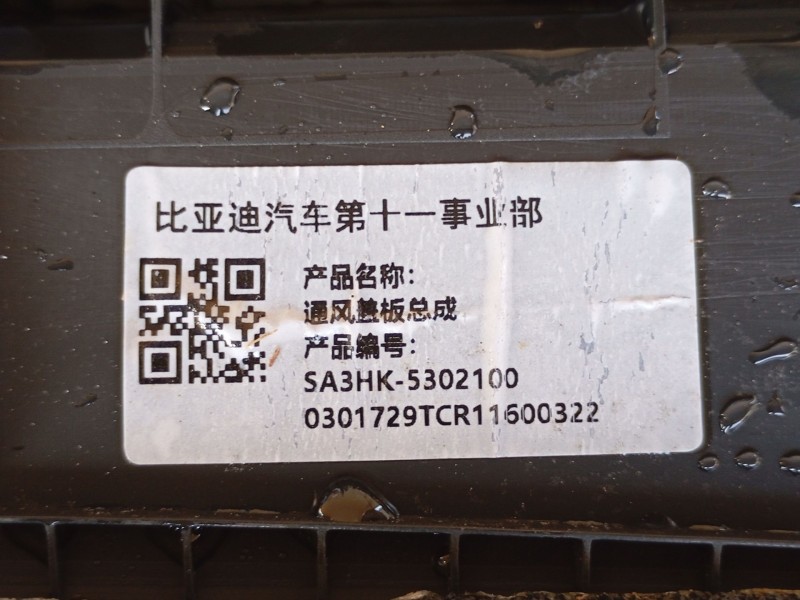 比亚迪汽车第十一事业部
产品名称：
通风盖板总成
产品编号：
SA3HK-5302100
0301729TCR11600322